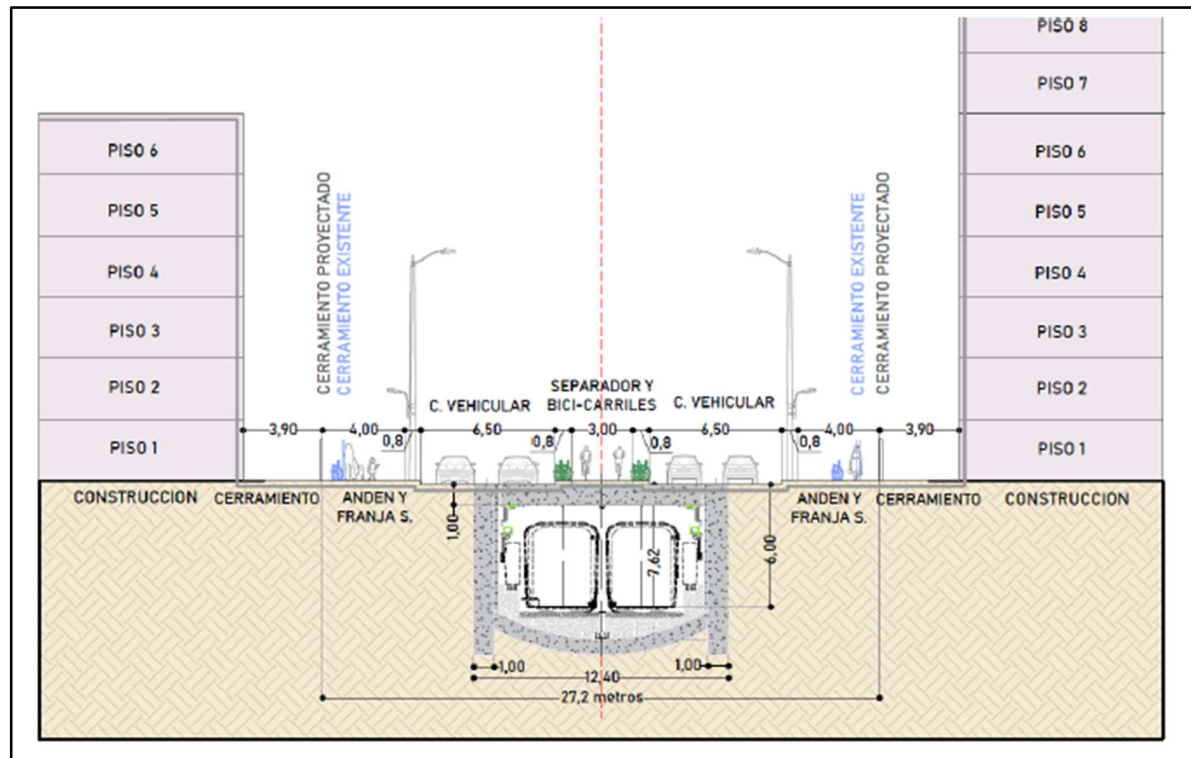 PISO 8
PISO 7
PISO 6
PISO 6
PISO 5
PISO 5
PISO 4
PISO 4
PISO 3
PISO 3
PISO 2
PISO 2
PISO 1
PISO 1
CERRAMIENTO PROYECTADO
CERRAMIENTO EXISTENTE
CERRAMIENTO EXISTENTE
CERRAMIENTO PROYECTADO
SEPARADOR Y
BICI-CARRILES
C. VEHICULAR
C. VEHICULAR
3,90
4,00
6,50
3,00
6,50
4,00
3,90
0,8
0,8
0,8
0,8
CONSTRUCCION
CERRAMIENTO
ANDEN Y
FRANJA S.
ANDEN Y
FRANJA S.
CERRAMIENTO
CONSTRUCCION
1,00
7,62
6,00
1,00
1,00
12,40
27,2 metros